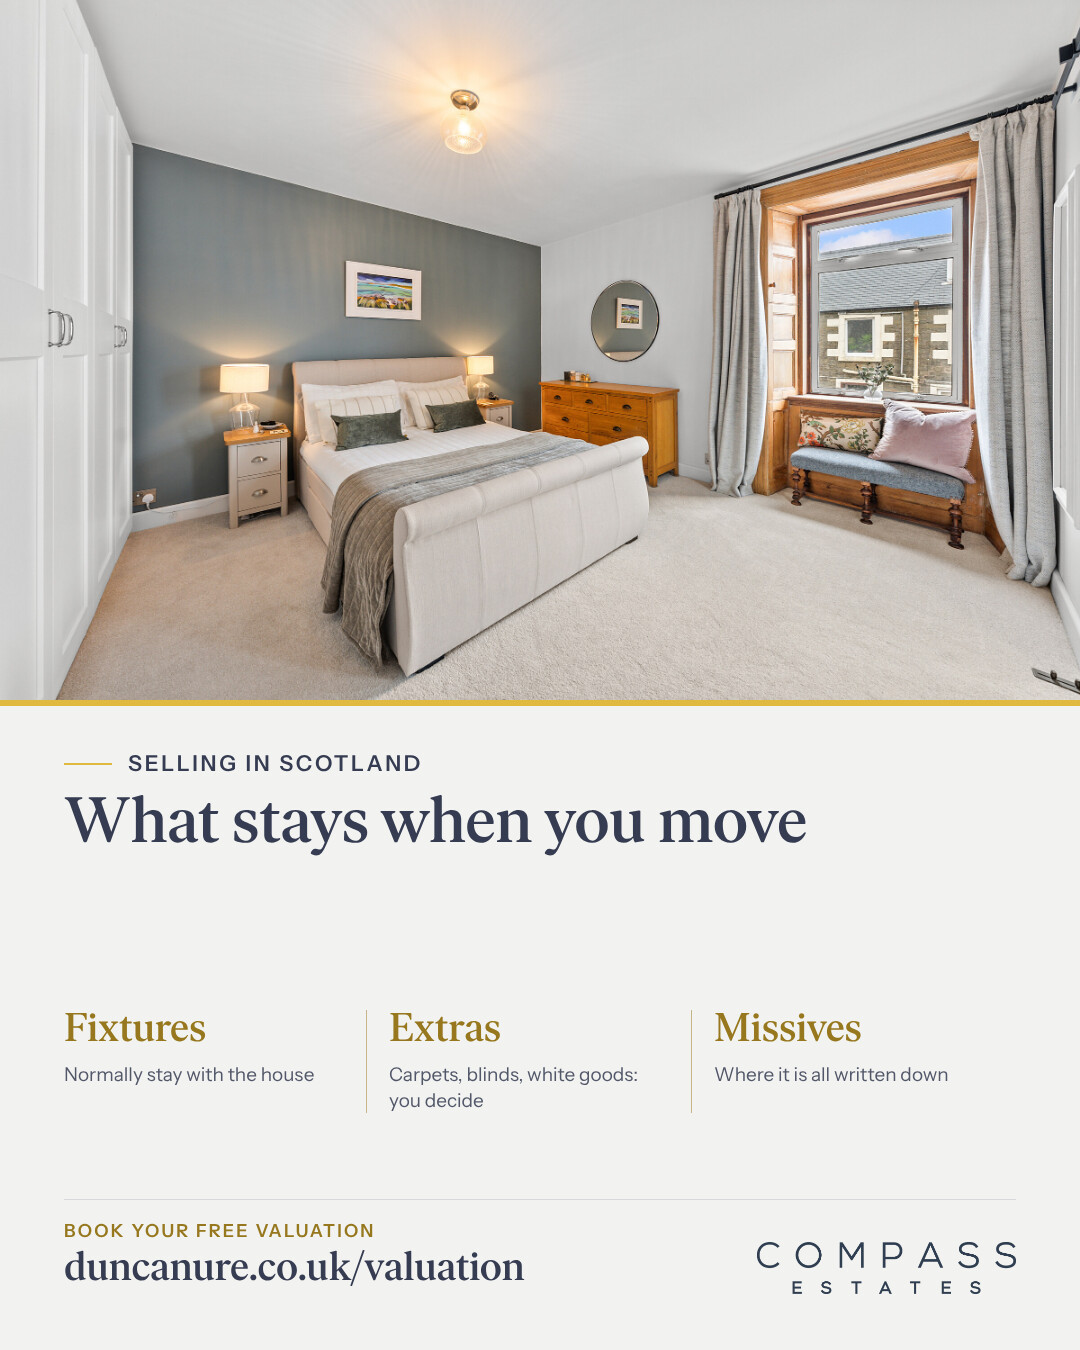 SELLING IN SCOTLAND
What stays when you move
Fixtures
Normally stay with the house
Extras
Carpets, blinds, white goods:
you decide
Missives
Where it is all written down
BOOK YOUR FREE VALUATION
duncanure.co.uk/valuation
COMPASS
ESTATES